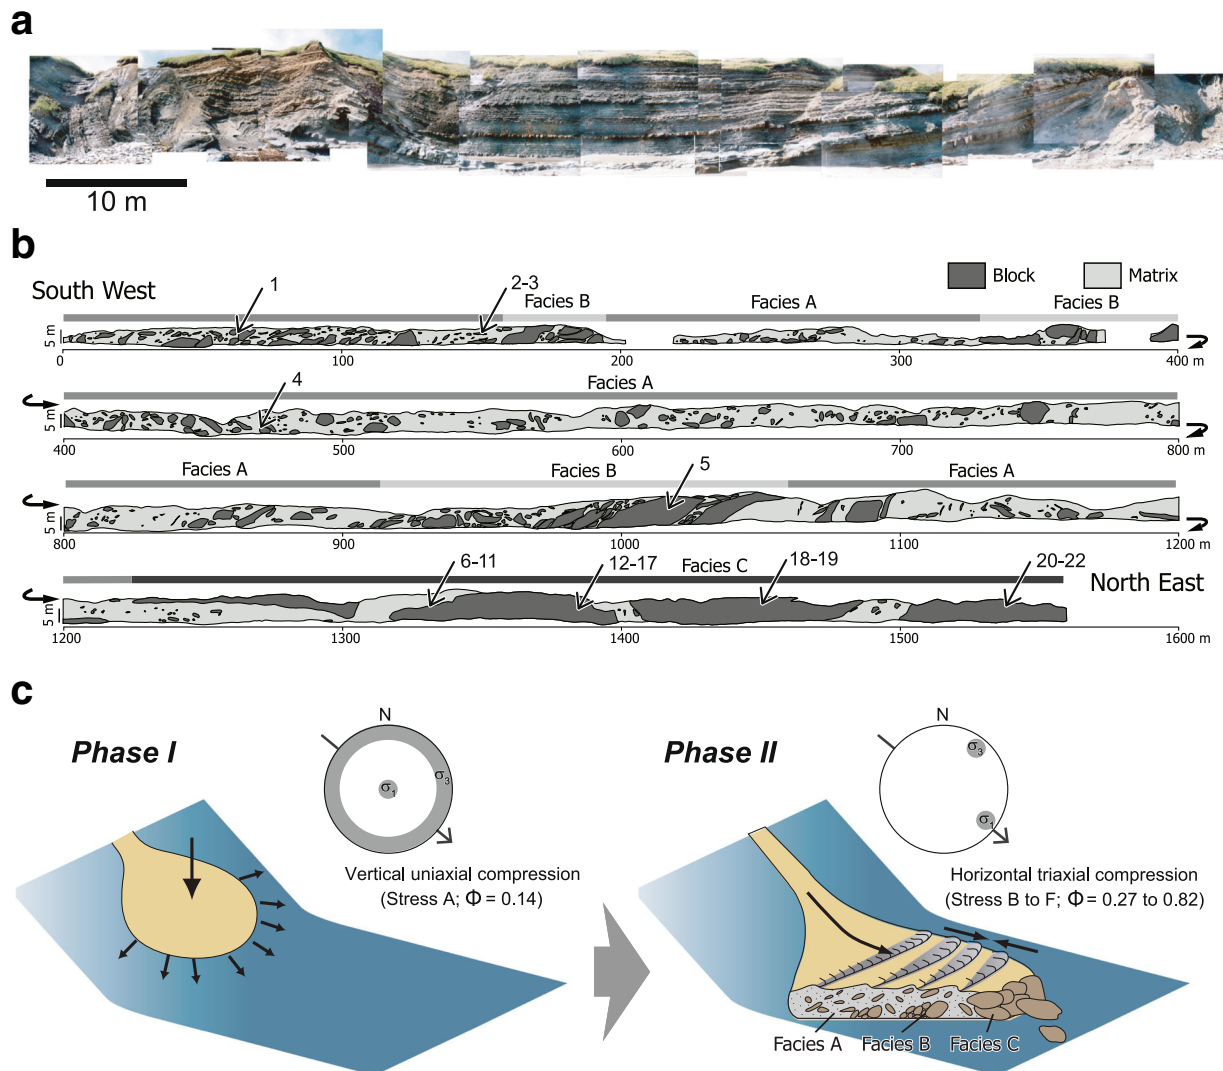 a
10 m
b
South West
1
2-3
Facies B
Facies A
Block
Matrix
Facies B
5 m
0
100
200
300
400 m
4
Facies A
5 m
400
500
600
700
800 m
Facies A
Facies B
5
Facies A
5 m
800
900
1000
1100
1200 m
6-11
12-17
Facies C
18-19
20-22
North East
5 m
1200
1300
1400
1500
1600 m
c
Phase I
N
σ1
σ3
Vertical uniaxial compression
(Stress A; Φ = 0.14)
Phase II
N
σ3
σ1
Horizontal triaxial compression
(Stress B to F; Φ = 0.27 to 0.82)
Facies A
Facies B
Facies C